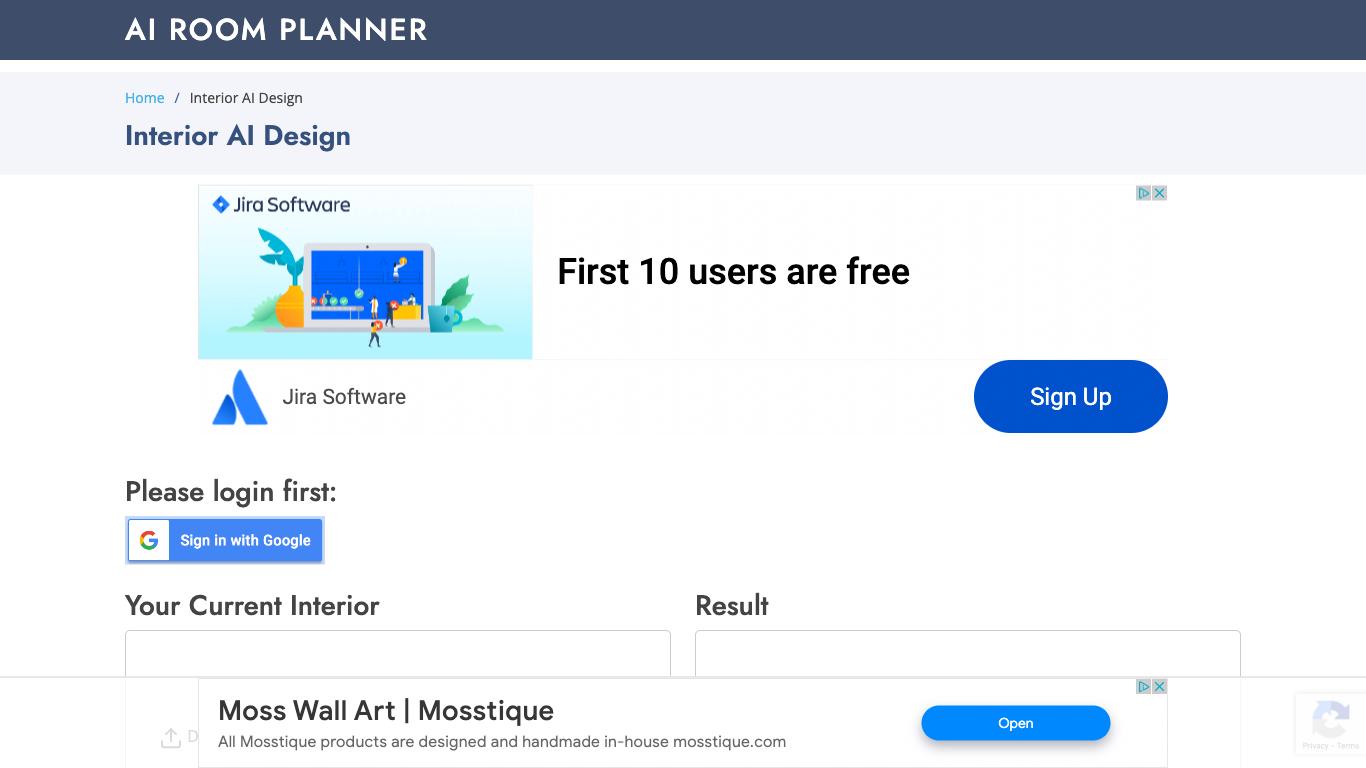 AI ROOM PLANNER
Home / Interior AI Design
Interior AI Design
Jira Software
First 10 users are free
Jira Software
Sign Up
Please login first:
Sign in with Google
Your Current Interior
Result
D
Moss Wall Art | Mosstique
All Mosstique products are designed and handmade in-house mosstique.com
Open
Privacy - Terms